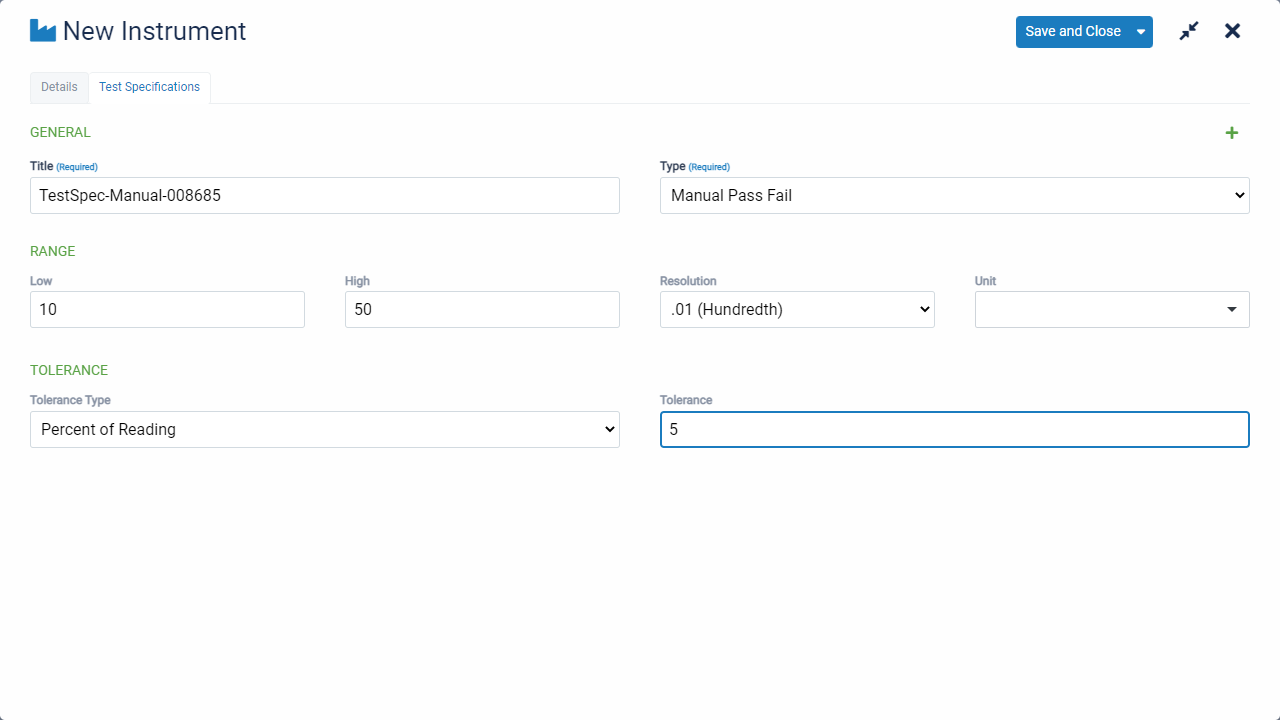 New Instrument
Save and Close
Details
Test Specifications
GENERAL
Title (Required)
Type (Required)
TestSpec-Manual-008685
Manual Pass Fail
RANGE
Low
High
Resolution
Unit
10
50
.01 (Hundredth)
TOLERANCE
Tolerance Type
Tolerance
Percent of Reading
5